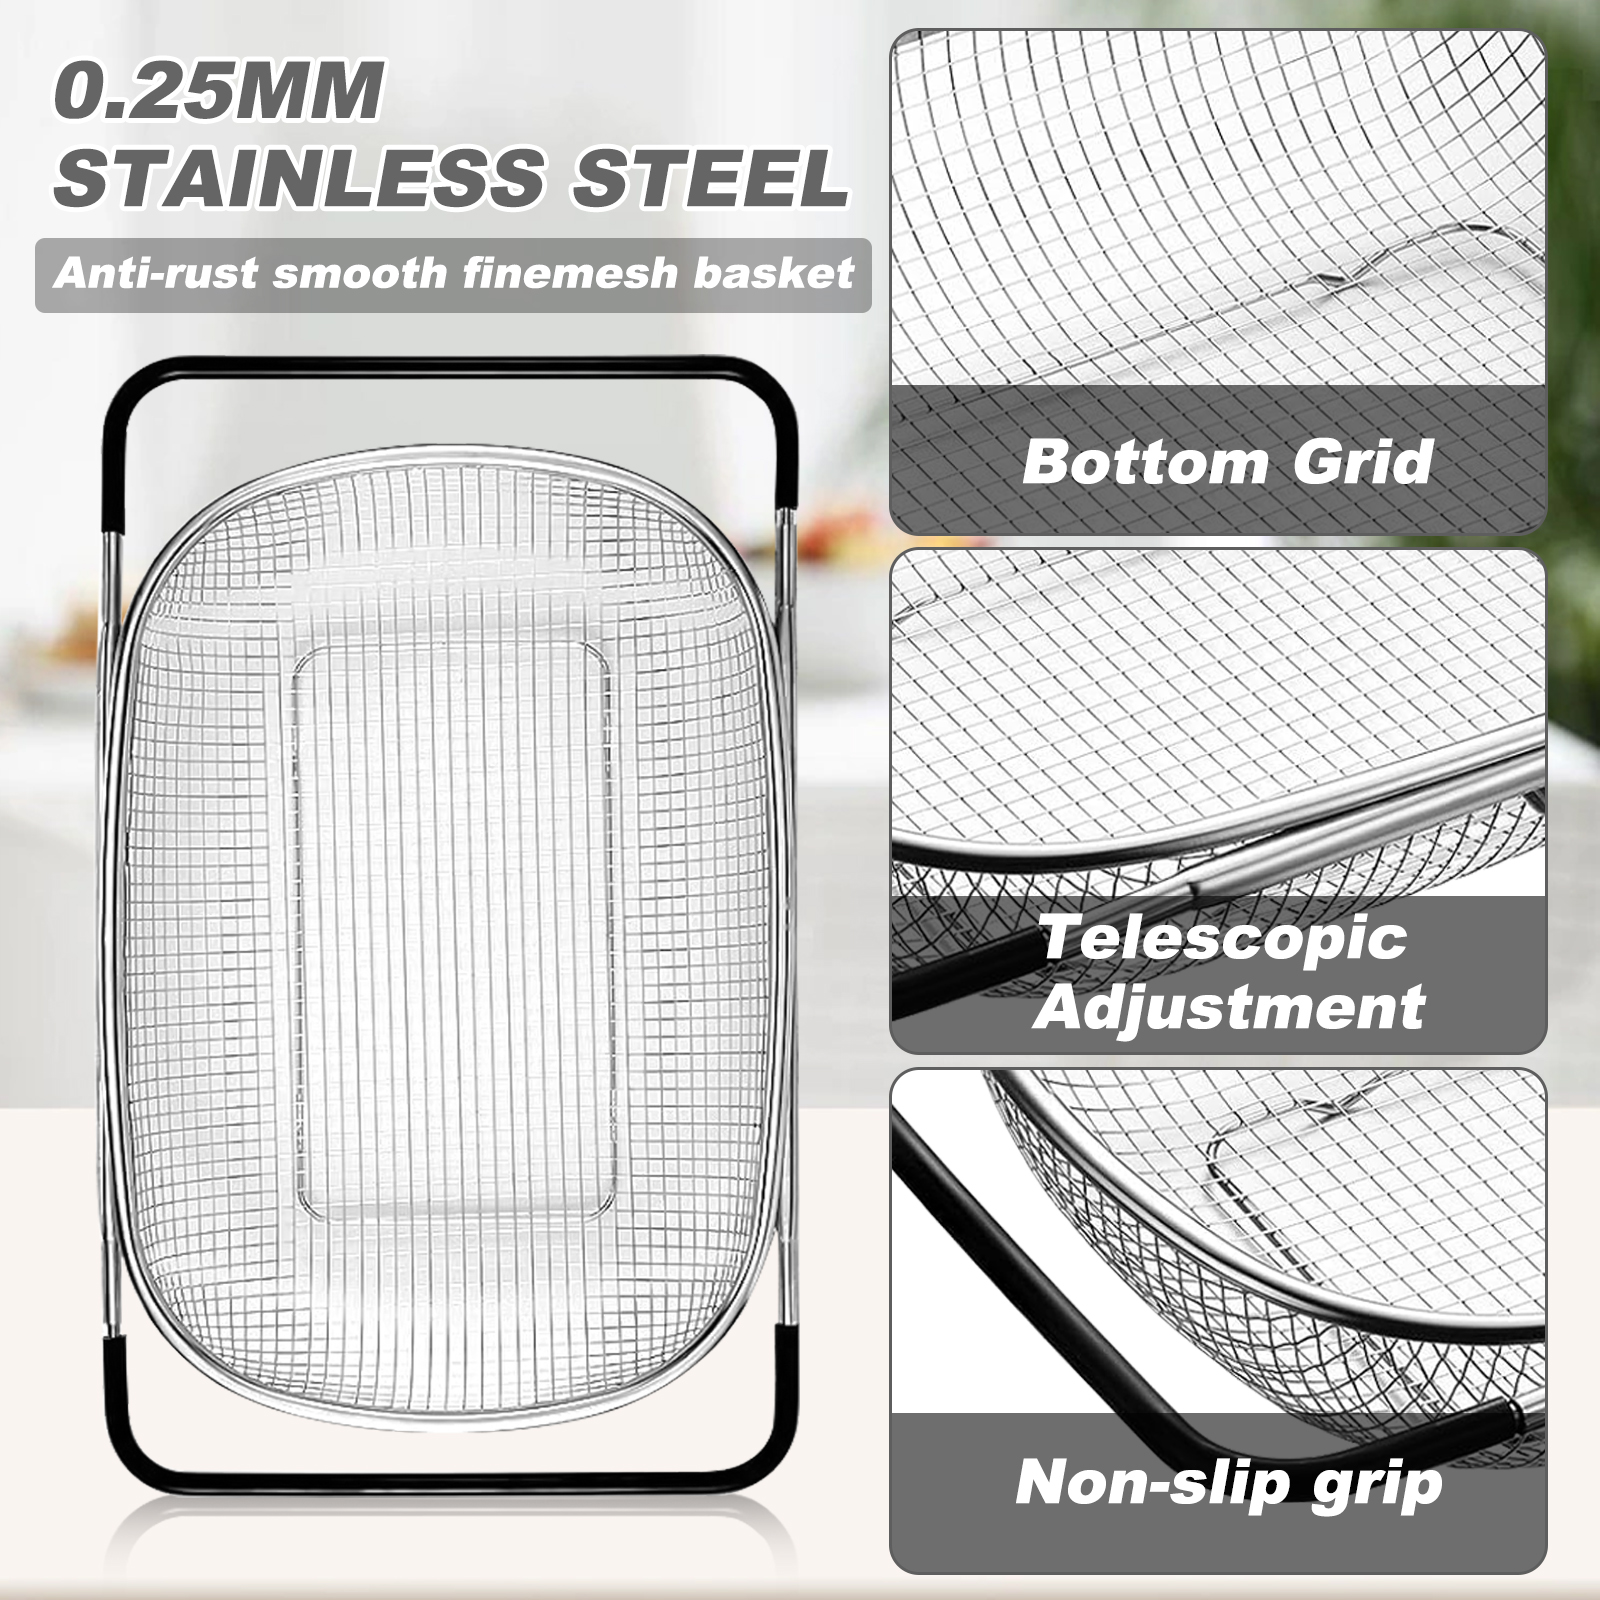 0.25MM
STAINLESS STEEL
Anti-rust smooth finemesh basket
Bottom Grid
Telescopic
Adjustment
Non-slip grip